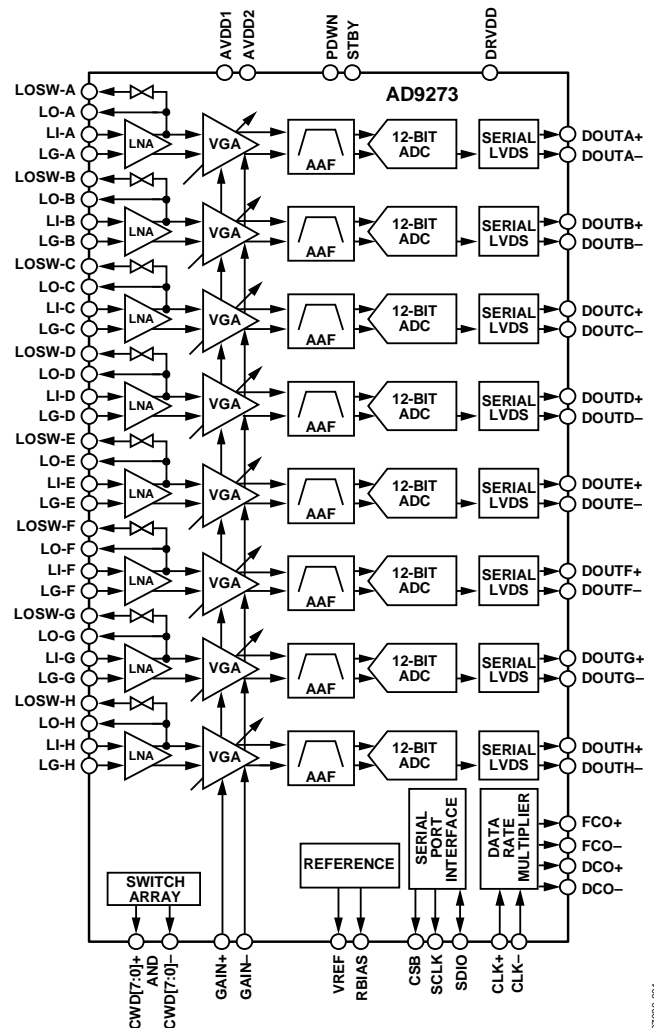 AVDD1
AVDD2
PDWN
STBY
DRVDD
AD9273
LOSW-A
LO-A
LI-A
LG-A
LNA
VGA
AAF
12-BIT
ADC
SERIAL
LVDS
DOUTA+
DOUTA–
LOSW-B
LO-B
LI-B
LG-B
LNA
VGA
AAF
12-BIT
ADC
SERIAL
LVDS
DOUTB+
DOUTB–
LOSW-C
LO-C
LI-C
LG-C
LNA
VGA
AAF
12-BIT
ADC
SERIAL
LVDS
DOUTC+
DOUTC–
LOSW-D
LO-D
LI-D
LG-D
LNA
VGA
AAF
12-BIT
ADC
SERIAL
LVDS
DOUTD+
DOUTD–
LOSW-E
LO-E
LI-E
LG-E
LNA
VGA
AAF
12-BIT
ADC
SERIAL
LVDS
DOUTE+
DOUTE–
LOSW-F
LO-F
LI-F
LG-F
LNA
VGA
AAF
12-BIT
ADC
SERIAL
LVDS
DOUTF+
DOUTF–
LOSW-G
LO-G
LI-G
LG-G
LNA
VGA
AAF
12-BIT
ADC
SERIAL
LVDS
DOUTG+
DOUTG–
LOSW-H
LO-H
LI-H
LG-H
LNA
VGA
AAF
12-BIT
ADC
SERIAL
LVDS
DOUTH+
DOUTH–
SWITCH
ARRAY
REFERENCE
SERIAL
PORT
INTERFACE
DATA
RATE
MULTIPLIER
FCO+
FCO–
DCO+
DCO–
CWD[7:0]+
AND
CWD[7:0]–
GAIN+
GAIN–
VREF
RBIAS
CSB
SCLK
SDIO
CLK+
CLK–